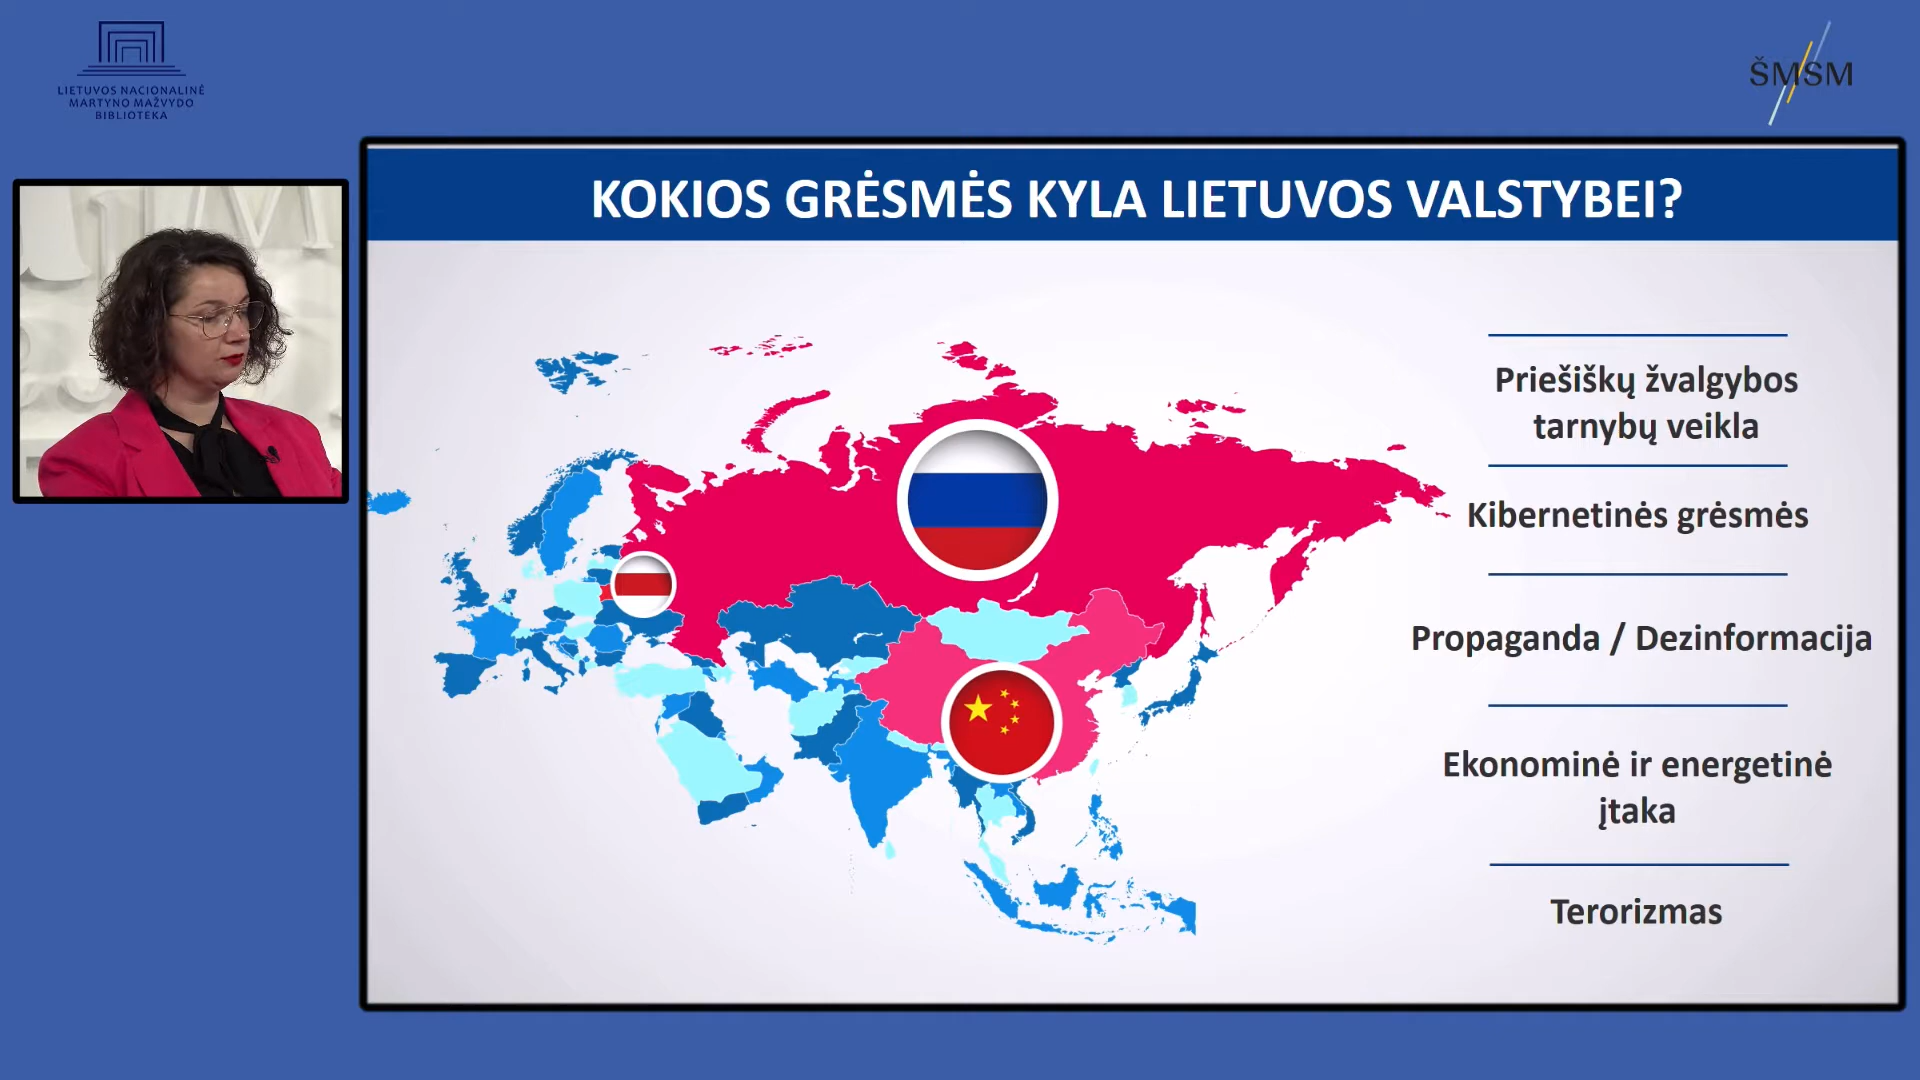 LIETUVOS NACIONALINĖ
MARTYNO MAŽVYDO
BIBLIOTEKA
ŠMSM
KOKIOS GRĖSMĖS KYLA LIETUVOS VALSTYBEI?
Priešiškų žvalgybos
tarnybų veikla
Kibernetinės grėsmės
Propaganda / Dezinformacija
Ekonominė ir energetinė
įtaka
Terorizmas